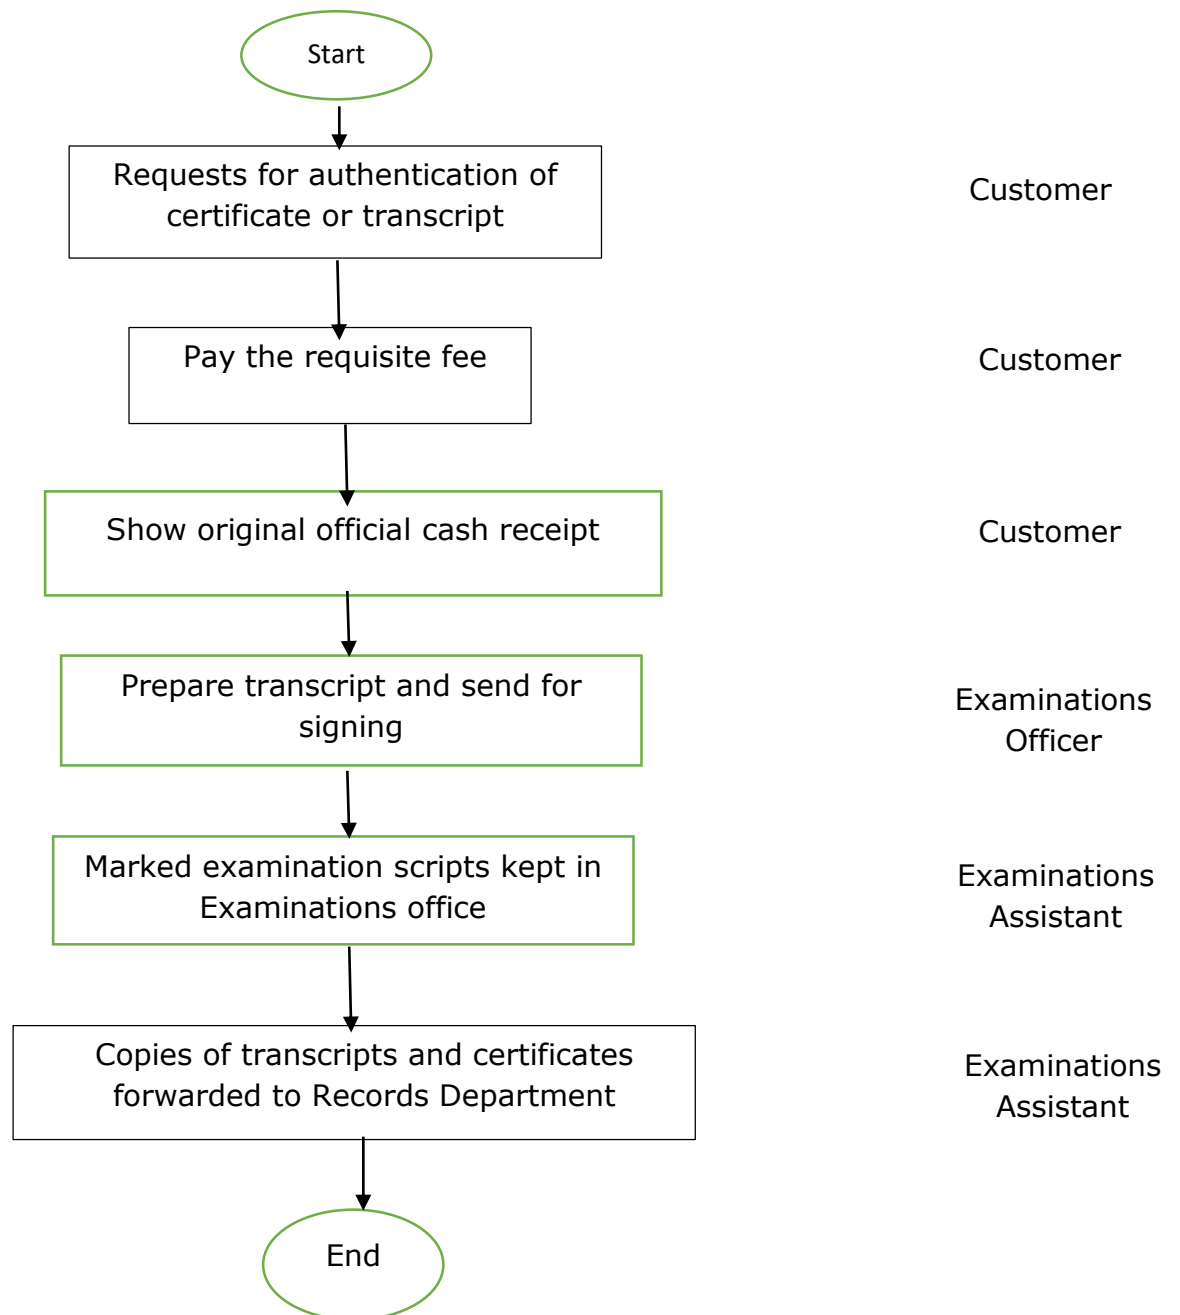 Start
Requests for authentication of
certificate or transcript
Customer
Pay the requisite fee
Customer
Show original official cash receipt
Customer
Prepare transcript and send for
signing
Examinations
Officer
Marked examination scripts kept in
Examinations office
Examinations
Assistant
Copies of transcripts and certificates
forwarded to Records Department
Examinations
Assistant
End